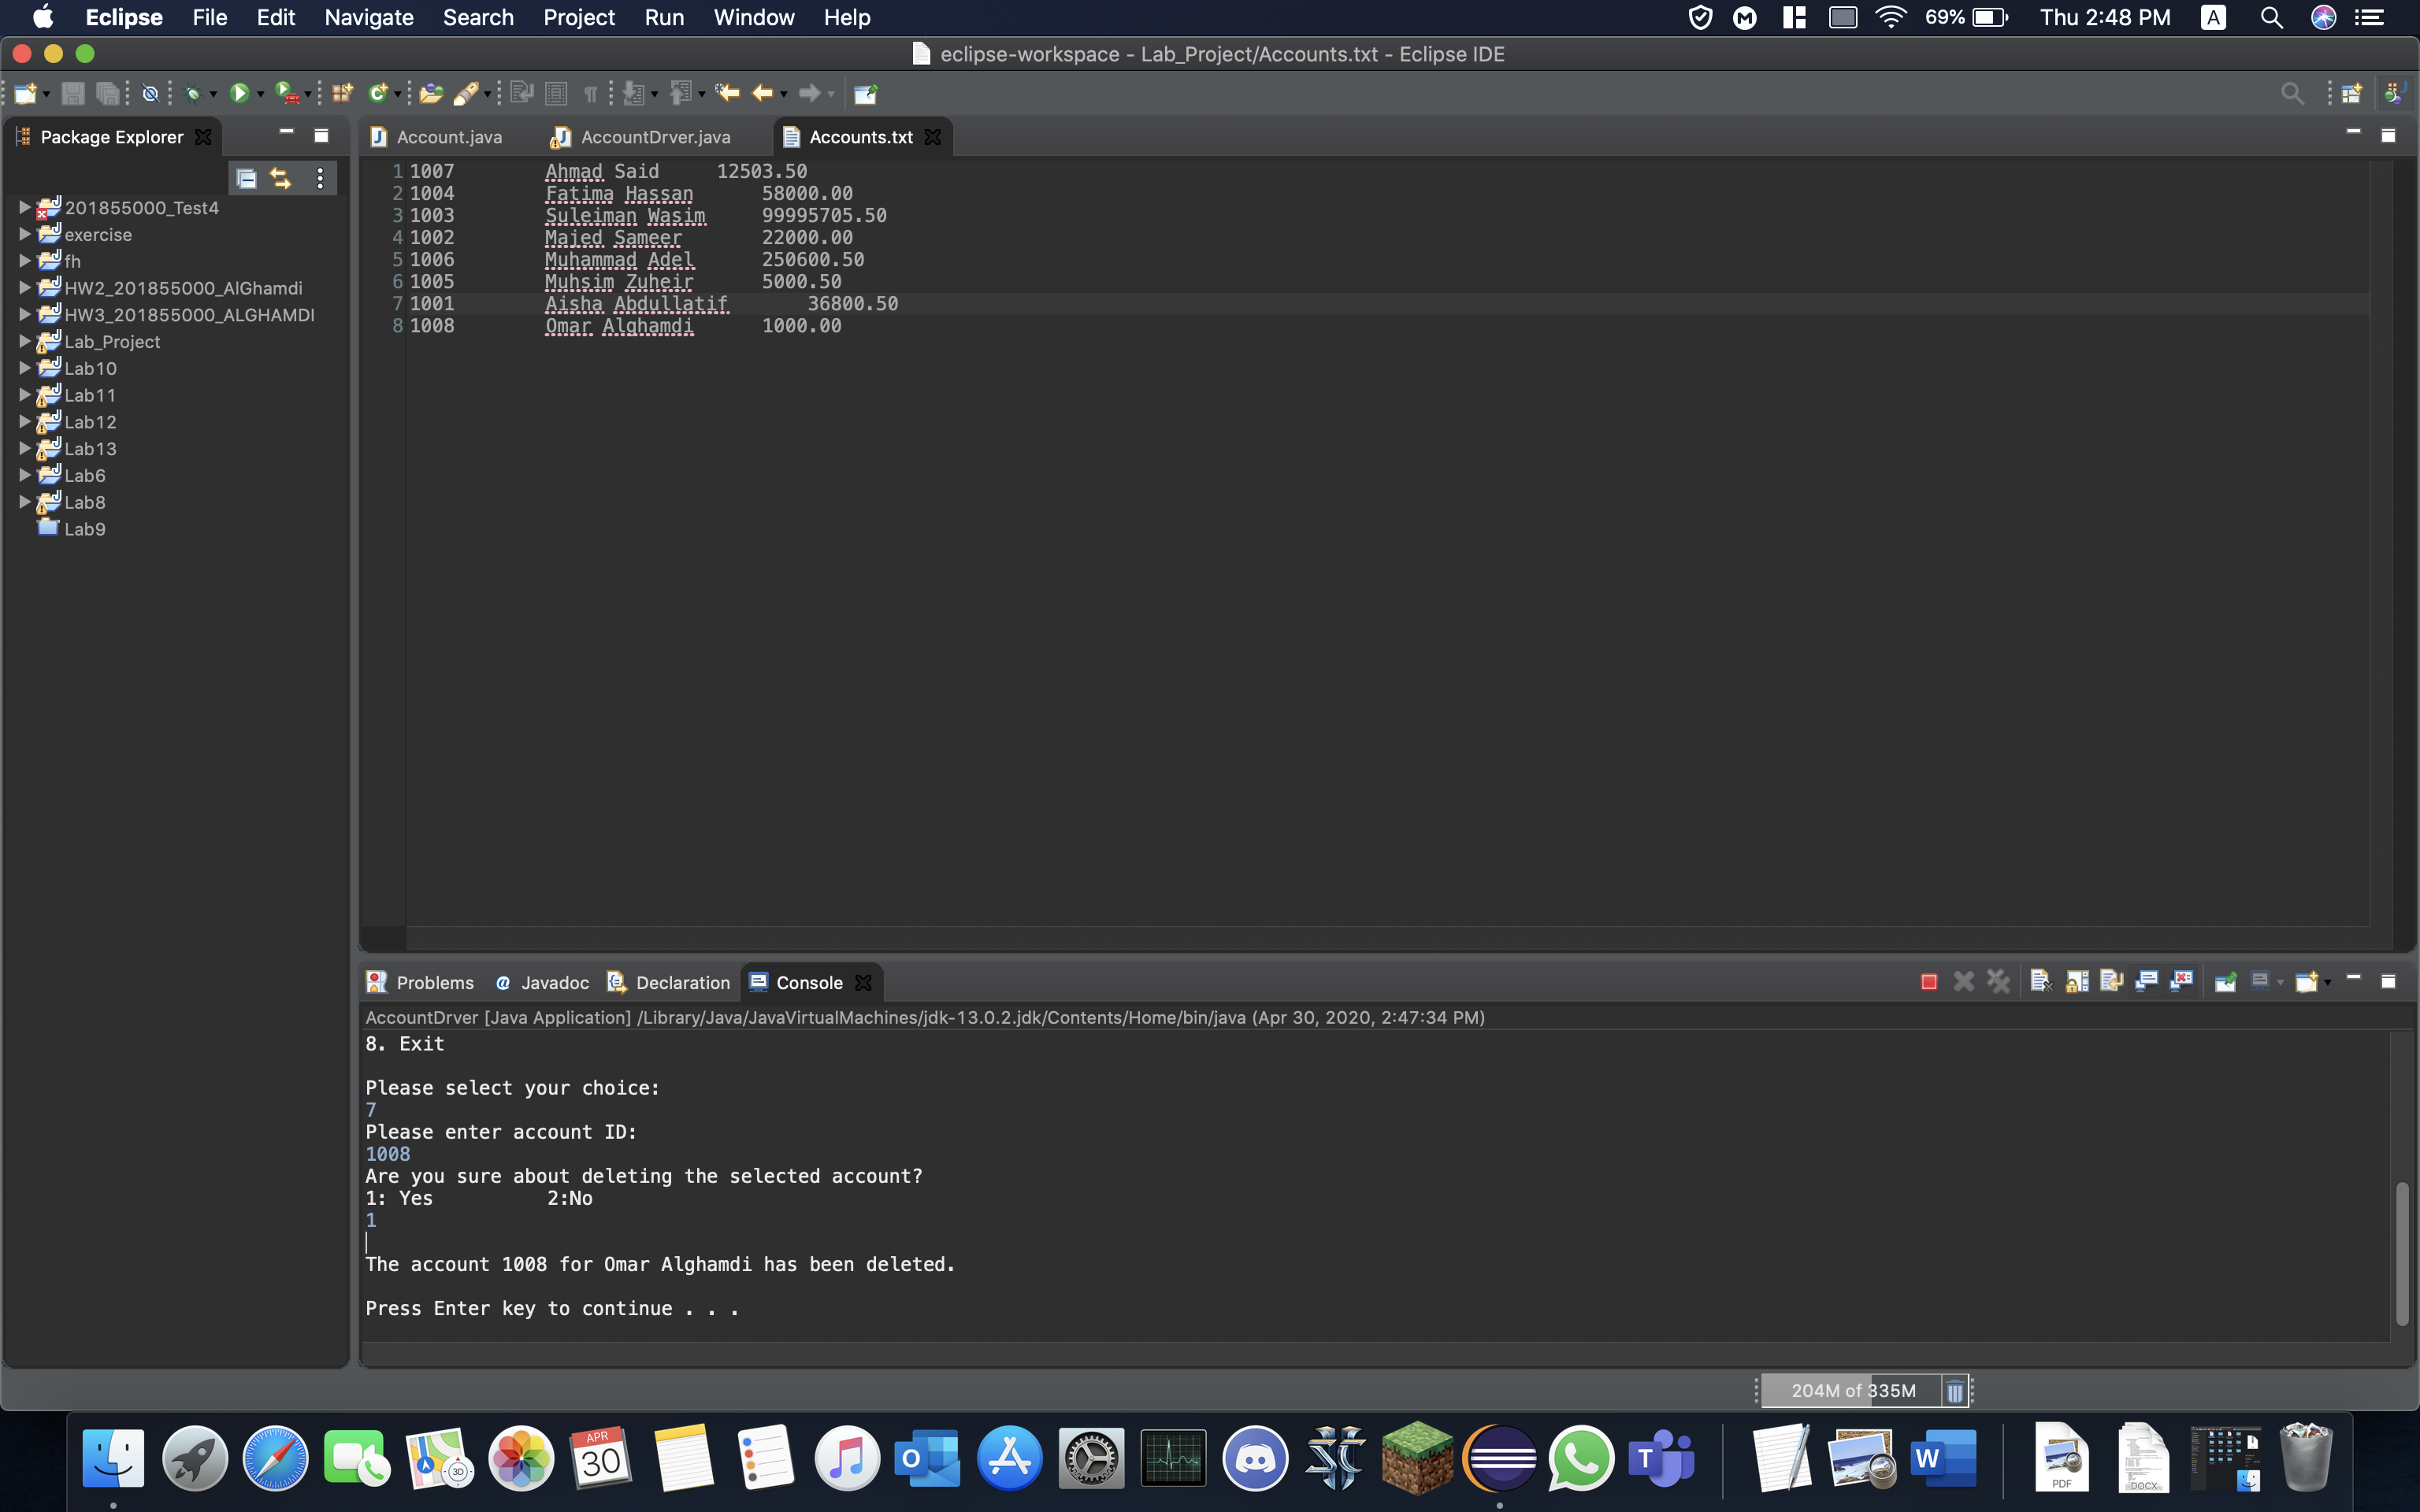 Eclipse File Edit Navigate Search Project Run Window Help 69% Thu 2:48 PM A
eclipse-workspace - Lab_Project/Accounts.txt - Eclipse IDE
Package Explorer
201855000_Test4
exercise
fh
HW2_201855000_AlGhamdi
HW3_201855000_ALGHAMDI
Lab_Project
Lab10
Lab11
Lab12
Lab13
Lab6
Lab8
Lab9
Account.java AccountDrver.java Accounts.txt
1 1007 Ahmad Said 12503.50
2 1004 Fatima Hassan 58000.00
3 1003 Suleiman Wasim 99995705.50
4 1002 Majed Sameer 22000.00
5 1006 Muhammad Adel 250600.50
6 1005 Muhsim Zuheir 5000.50
7 1001 Aisha Abdullatif 36800.50
8 1008 Omar Alghamdi 1000.00
Problems @ Javadoc Declaration Console
AccountDrver [Java Application] /Library/Java/JavaVirtualMachines/jdk-13.0.2.jdk/Contents/Home/bin/java (Apr 30, 2020, 2:47:34 PM)
8. Exit
Please select your choice:
7
Please enter account ID:
1008
Are you sure about deleting the selected account?
1: Yes 2:No
1
The account 1008 for Omar Alghamdi has been deleted.
Press Enter key to continue . . .
204M of 335M
APR
30
3D
PDF
DOCX